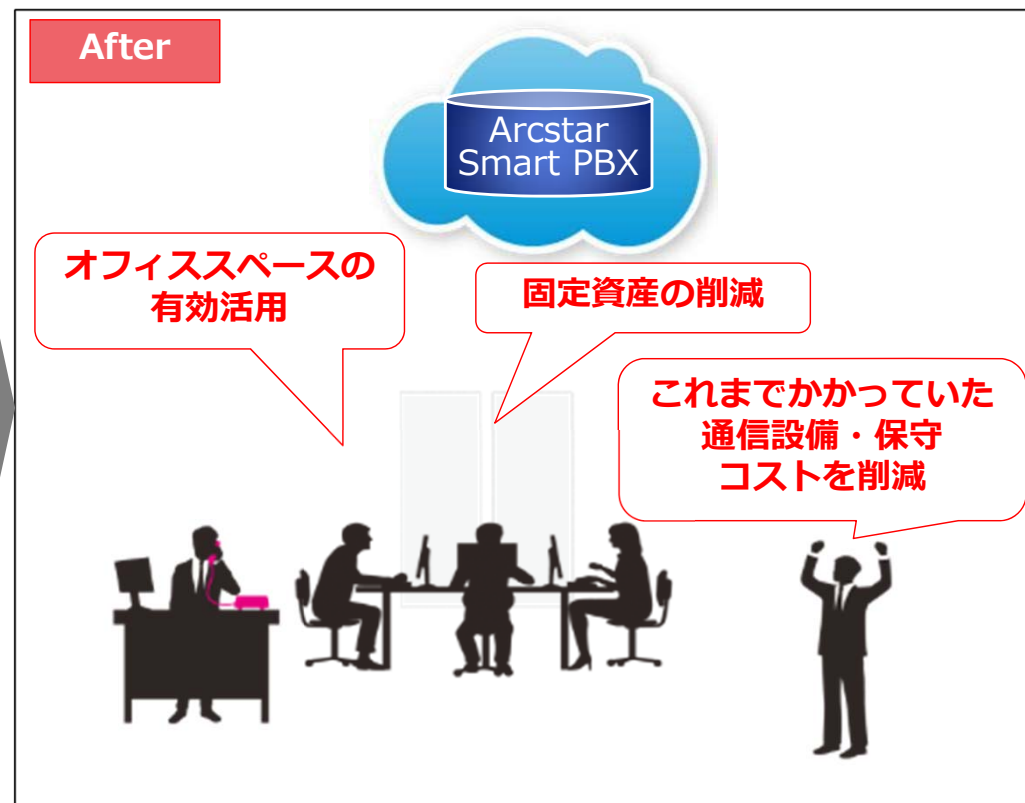 After
Arcstar
Smart PBX
オフィススペースの
有効活用
固定資産の削減
これまでかかっていた
通信設備・保守
コストを削減